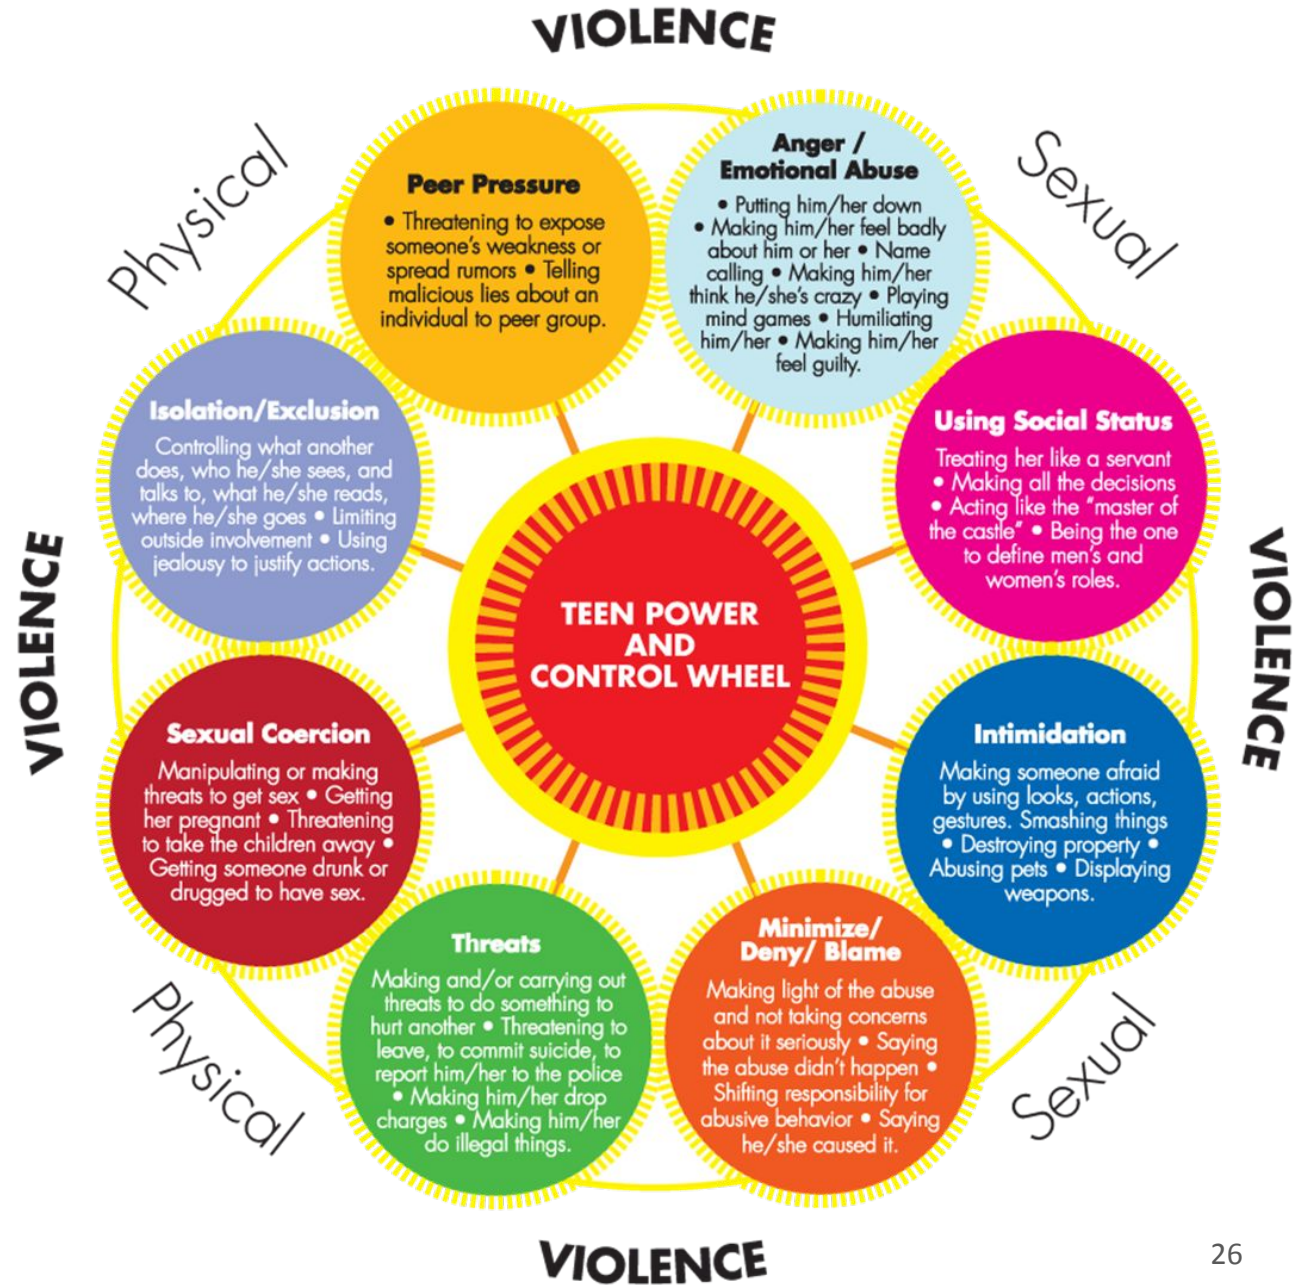 VIOLENCE
Physical
Sexual
Peer Pressure
• Threatening to expose
someone's weakness or
spread rumors • Telling
malicious lies about an
individual to peer group.
Anger /
Emotional Abuse
• Putting him/her down
• Making him/her feel badly
about him or her • Name
calling • Making him/her
think he/she's crazy • Playing
mind games • Humiliating
him/her • Making him/her
feel guilty.
Isolation/Exclusion
Controlling what another
does, who he/she sees, and
talks to, what he/she reads,
where he/she goes • Limiting
outside involvement • Using
jealousy to justify actions.
Using Social Status
Treating her like a servant
• Making all the decisions
• Acting like the "master of
the castle" • Being the one
to define men's and
women's roles.
VIOLENCE
TEEN POWER
AND
CONTROL WHEEL
VIOLENCE
Sexual Coercion
Manipulating or making
threats to get sex • Getting
her pregnant • Threatening
to take the children away •
Getting someone drunk or
drugged to have sex.
Intimidation
Making someone afraid
by using looks, actions,
gestures. Smashing things
• Destroying property •
Abusing pets • Displaying
weapons.
Threats
Making and/or carrying out
threats to do something to
hurt another • Threatening to
leave, to commit suicide, to
report him/her to the police
• Making him/her drop
charges • Making him/her
do illegal things.
Minimize/
Deny/ Blame
Making light of the abuse
and not taking concerns
about it seriously • Saying
the abuse didn't happen •
Shifting responsibility for
abusive behavior • Saying
he/she caused it.
Physical
Sexual
VIOLENCE
26